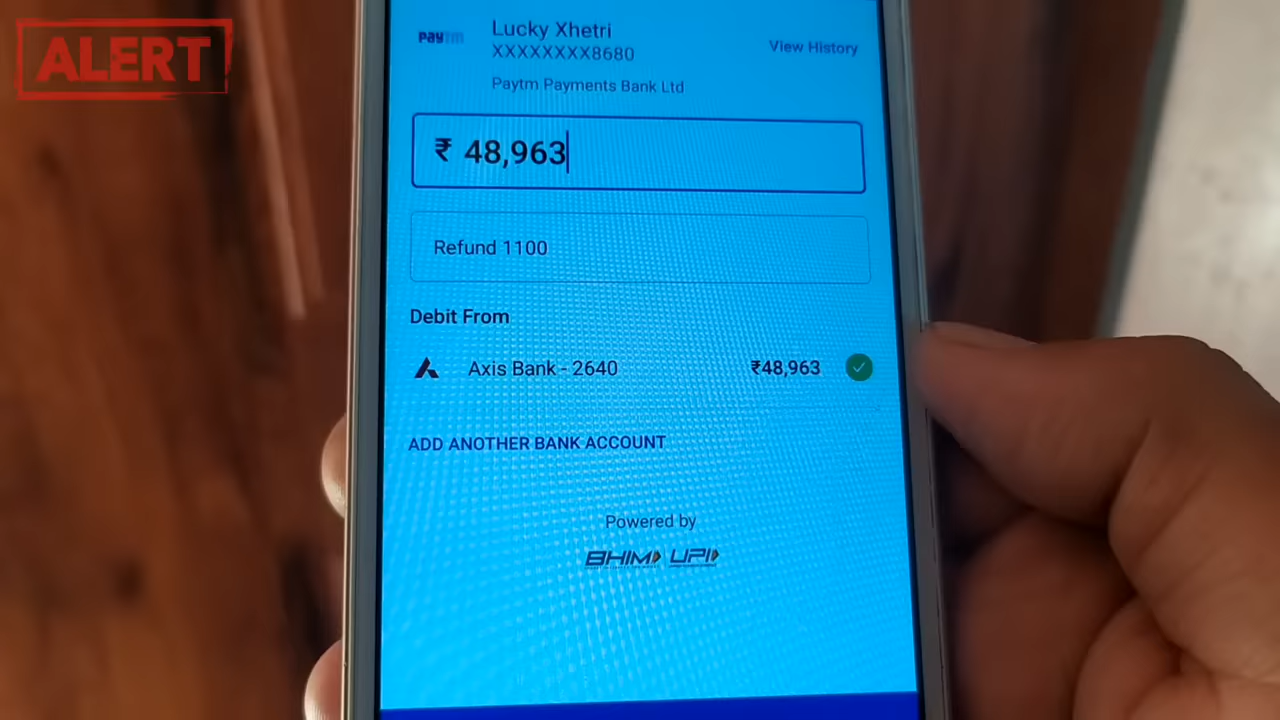 ALERT
paytm
Lucky Xhetri
XXXXXXXX8680
View History
Paytm Payments Bank Ltd
₹ 48,963
Refund 1100
Debit From
Axis Bank - 2640
₹48,963
ADD ANOTHER BANK ACCOUNT
Powered by
BHIM UPI